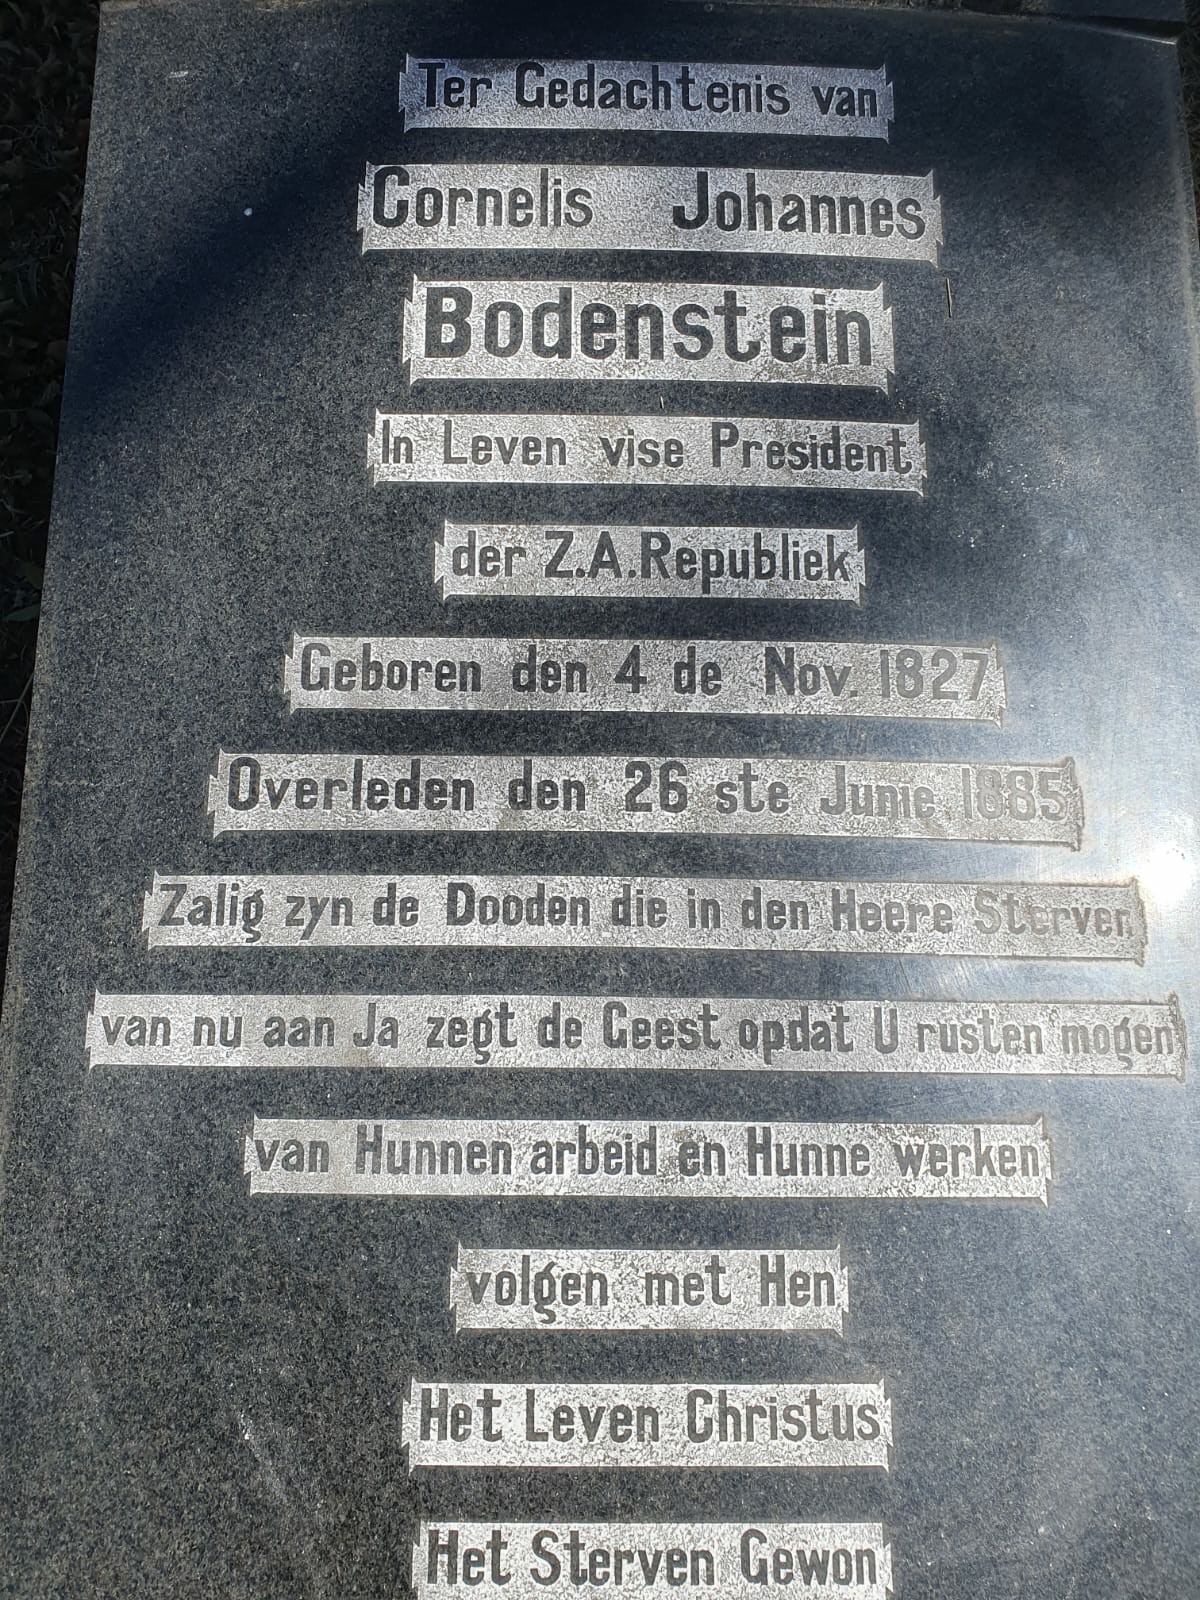 Ter Gedachtenis van
Cornelis Johannes
Bodenstein
In Leven vise President
der Z.A.Republiek
Geboren den 4 de Nov. 1827
Overleden den 26 ste Junie 1885
Zalig zyn de Dooden die in den Heere Sterven
van nu aan Ja zegt de Geest opdat U rusten mogen
van Hunnen arbeid en Hunne werken
volgen met Hen
Het Leven Christus
Het Sterven Gewon